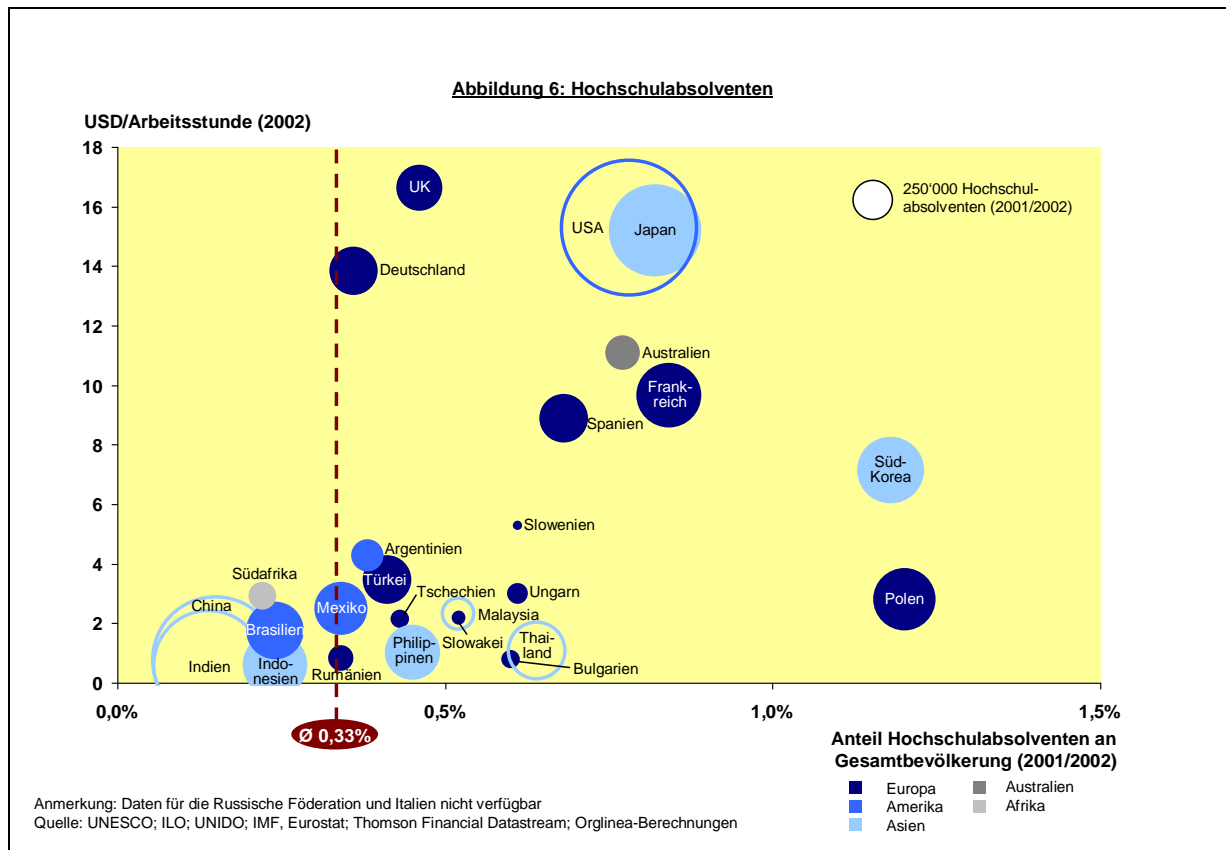 Abbildung 6: Hochschulabsolventen
USD/Arbeitsstunde (2002)
18
16
14
12
10
8
6
4
2
0
0,0%
0,5%
1,0%
1,5%
Ø 0,33%
UK
USA
Japan
250‘000 Hochschul-
absolventen (2001/2002)
Deutschland
Australien
Frank-
reich
Spanien
Süd-
Korea
Slowenien
Argentinien
Südafrika
Türkei
Tschechien
Ungarn
China
Mexiko
Malaysia
Polen
Brasilien
Slowakei
Philip-
pinen
Thai-
land
Indien
Indo-
nesien
Rumänien
Bulgarien
Anteil Hochschulabsolventen an
Gesamtbevölkerung (2001/2002)
Europa
Australien
Amerika
Afrika
Asien
Anmerkung: Daten für die Russische Föderation und Italien nicht verfügbar
Quelle: UNESCO; ILO; UNIDO; IMF, Eurostat; Thomson Financial Datastream; Orglinea-Berechnungen